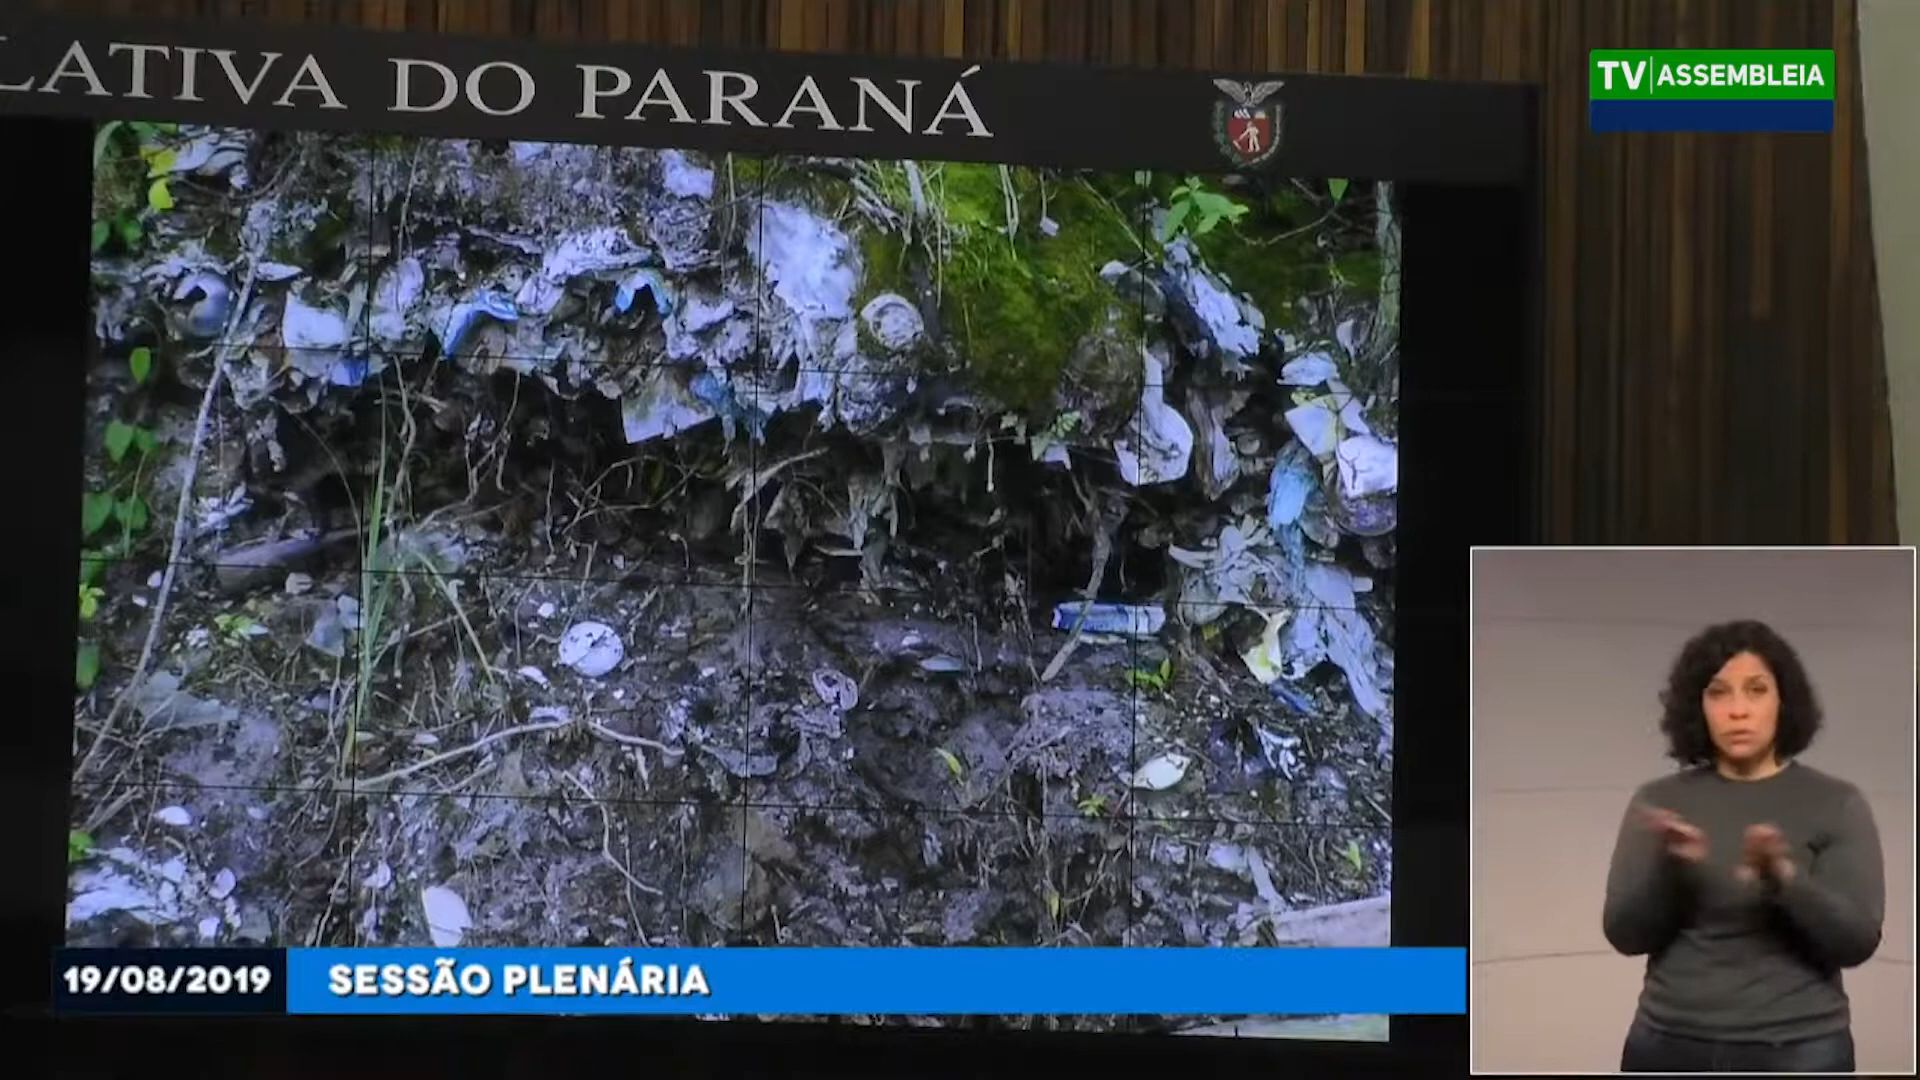 LATIVA DO PARANÁ
TV ASSEMBLEIA
19/08/2019
SESSÃO PLENÁRIA